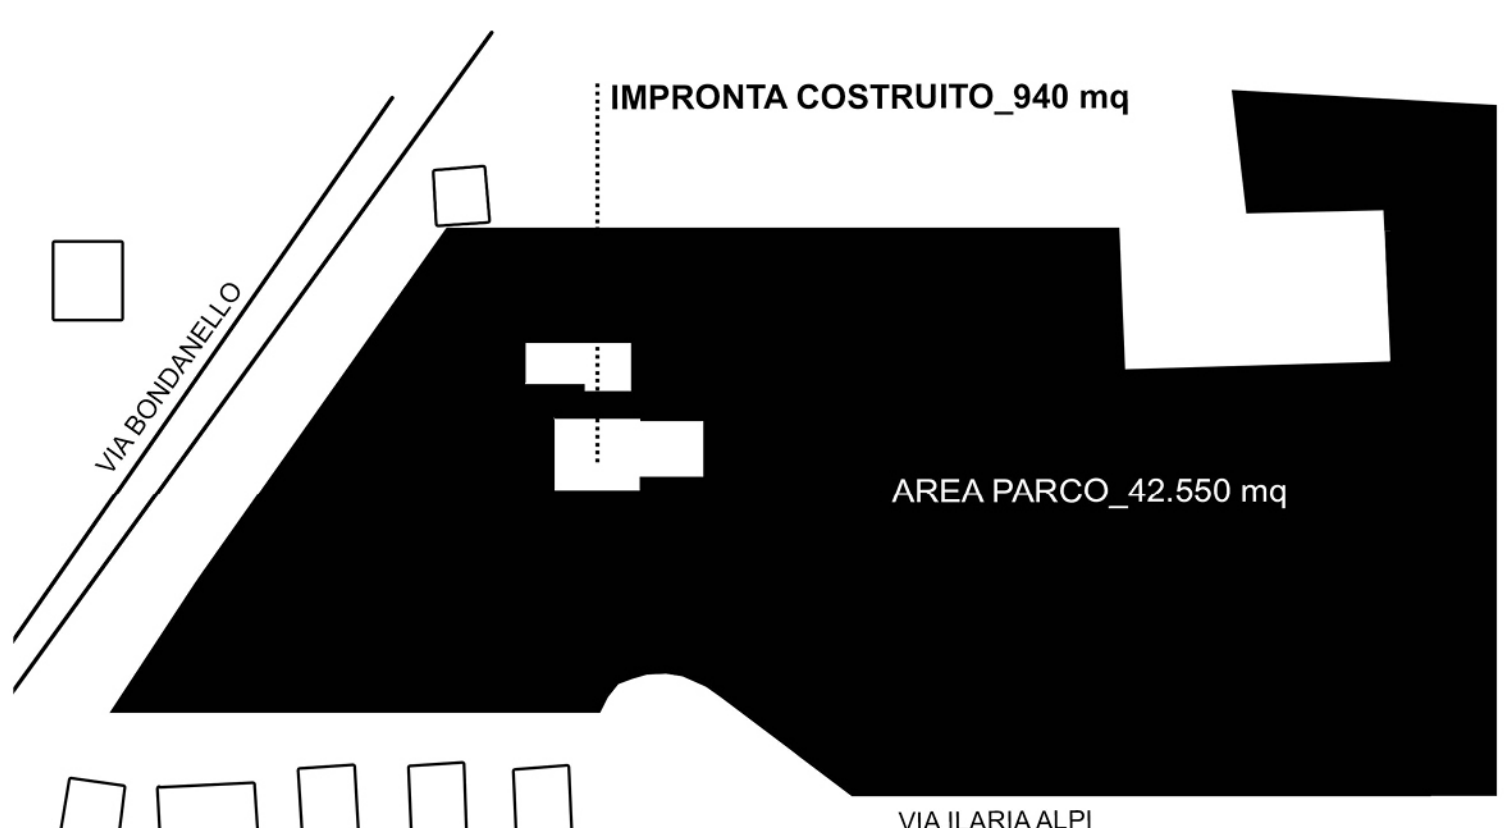 IMPRONTA COSTRUITO_940 mq
VIA BONDANELLO
AREA PARCO_42.550 mq
VIA ILARIA ALPI